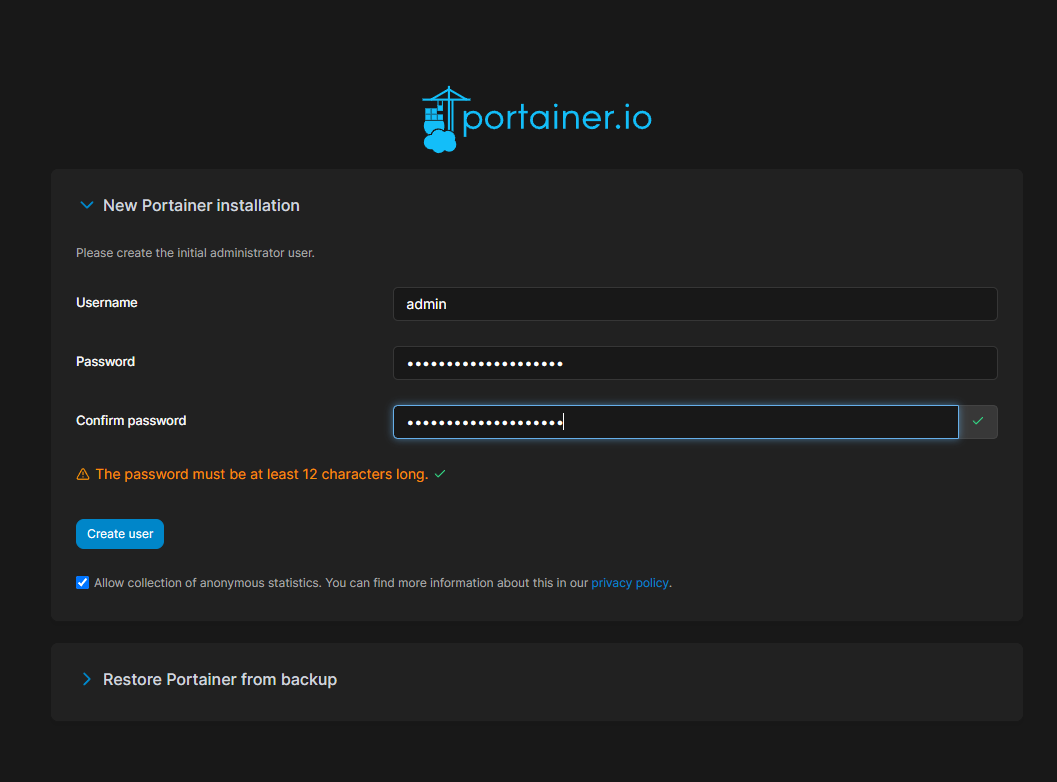 portainer.io
New Portainer installation
Please create the initial administrator user.
Username
admin
Password
••••••••••••••••••••
Confirm password
••••••••••••••••••••
The password must be at least 12 characters long.
Create user
Allow collection of anonymous statistics. You can find more information about this in our privacy policy.
Restore Portainer from backup